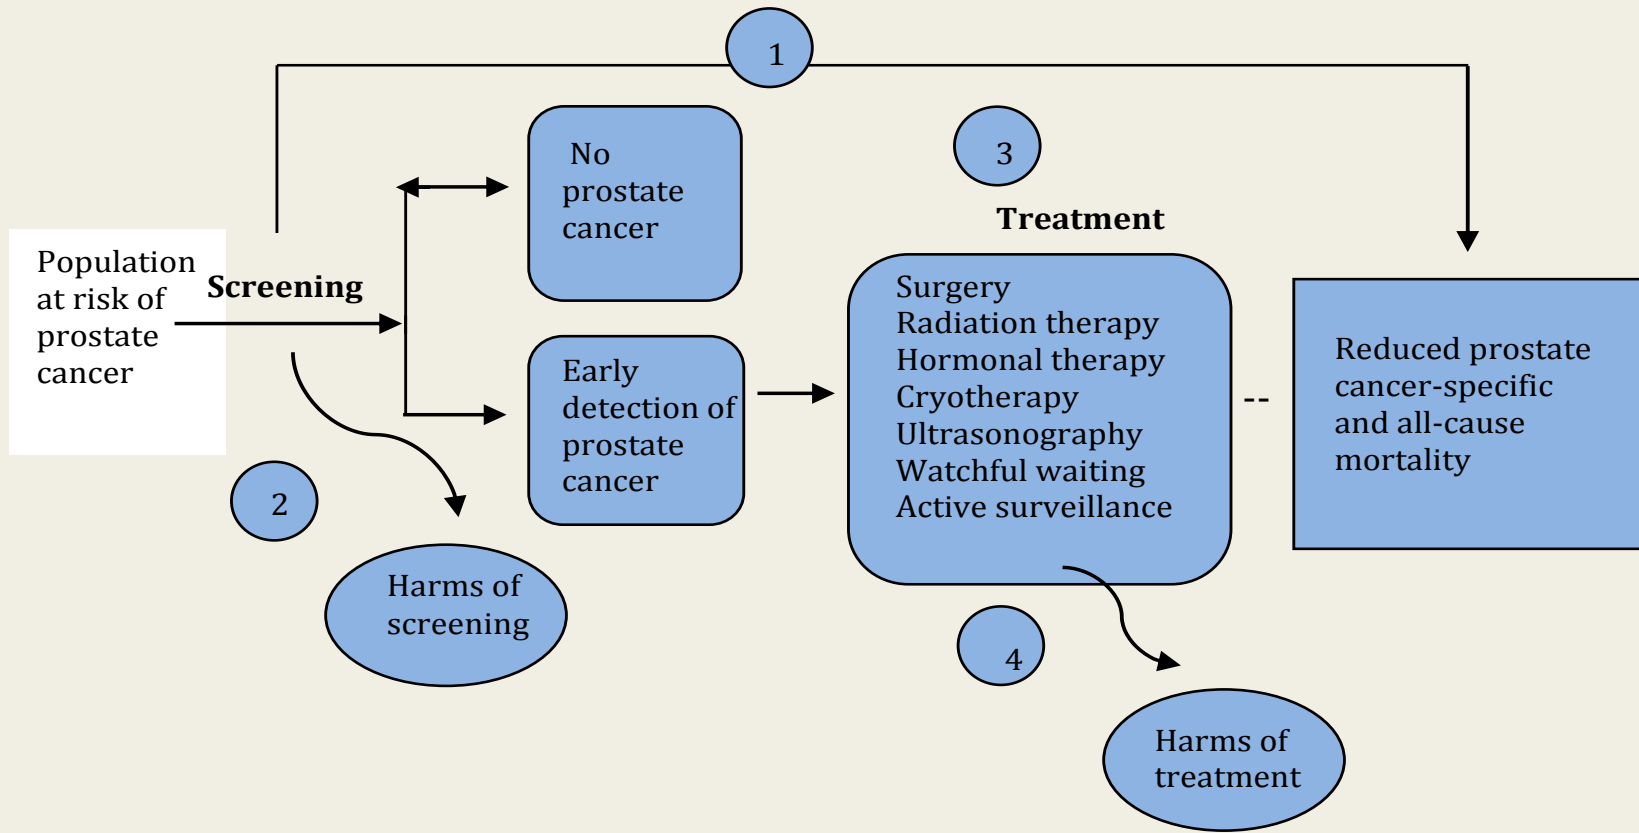 1
No
prostate
cancer
3
Treatment
Population
at risk of
prostate
cancer
Screening
Early
detection of
prostate
cancer
Surgery
Radiation therapy
Hormonal therapy
Cryotherapy
Ultrasonography
Watchful waiting
Active surveillance
--
Reduced prostate
cancer-specific
and all-cause
mortality
2
Harms of
screening
4
Harms of
treatment